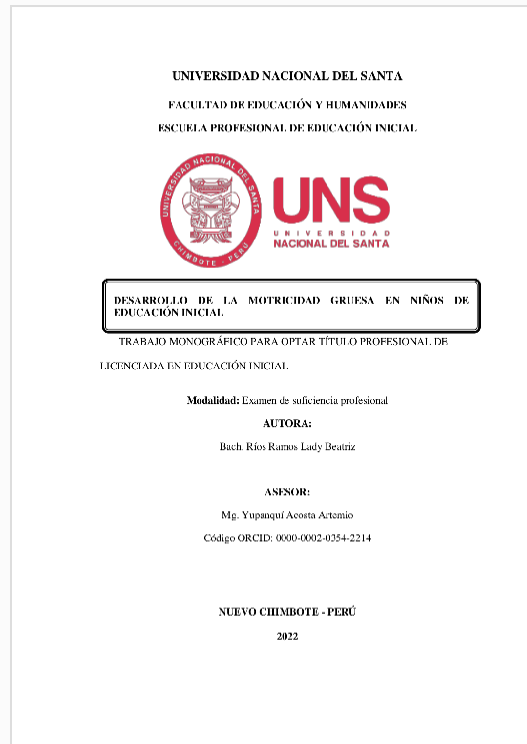 UNIVERSIDAD NACIONAL DEL SANTA
FACULTAD DE EDUCACIÓN Y HUMANIDADES
ESCUELA PROFESIONAL DE EDUCACIÓN INICIAL
UNIVERSIDAD NACIONAL DEL SANTA
CHIMBOTE - PERÚ
UNS
UNIVERSIDAD
NACIONAL DEL SANTA
DESARROLLO DE LA MOTRICIDAD GRUESA EN NIÑOS DE
EDUCACIÓN INICIAL
TRABAJO MONOGRÁFICO PARA OPTAR TÍTULO PROFESIONAL DE
LICENCIADA EN EDUCACIÓN INICIAL
Modalidad: Examen de suficiencia profesional
AUTORA:
Bach. Ríos Ramos Lady Beatriz
ASESOR:
Mg. Yupanquí Acosta Artemio
Código ORCID: 0000-0002-0354-2214
NUEVO CHIMBOTE - PERÚ
2022